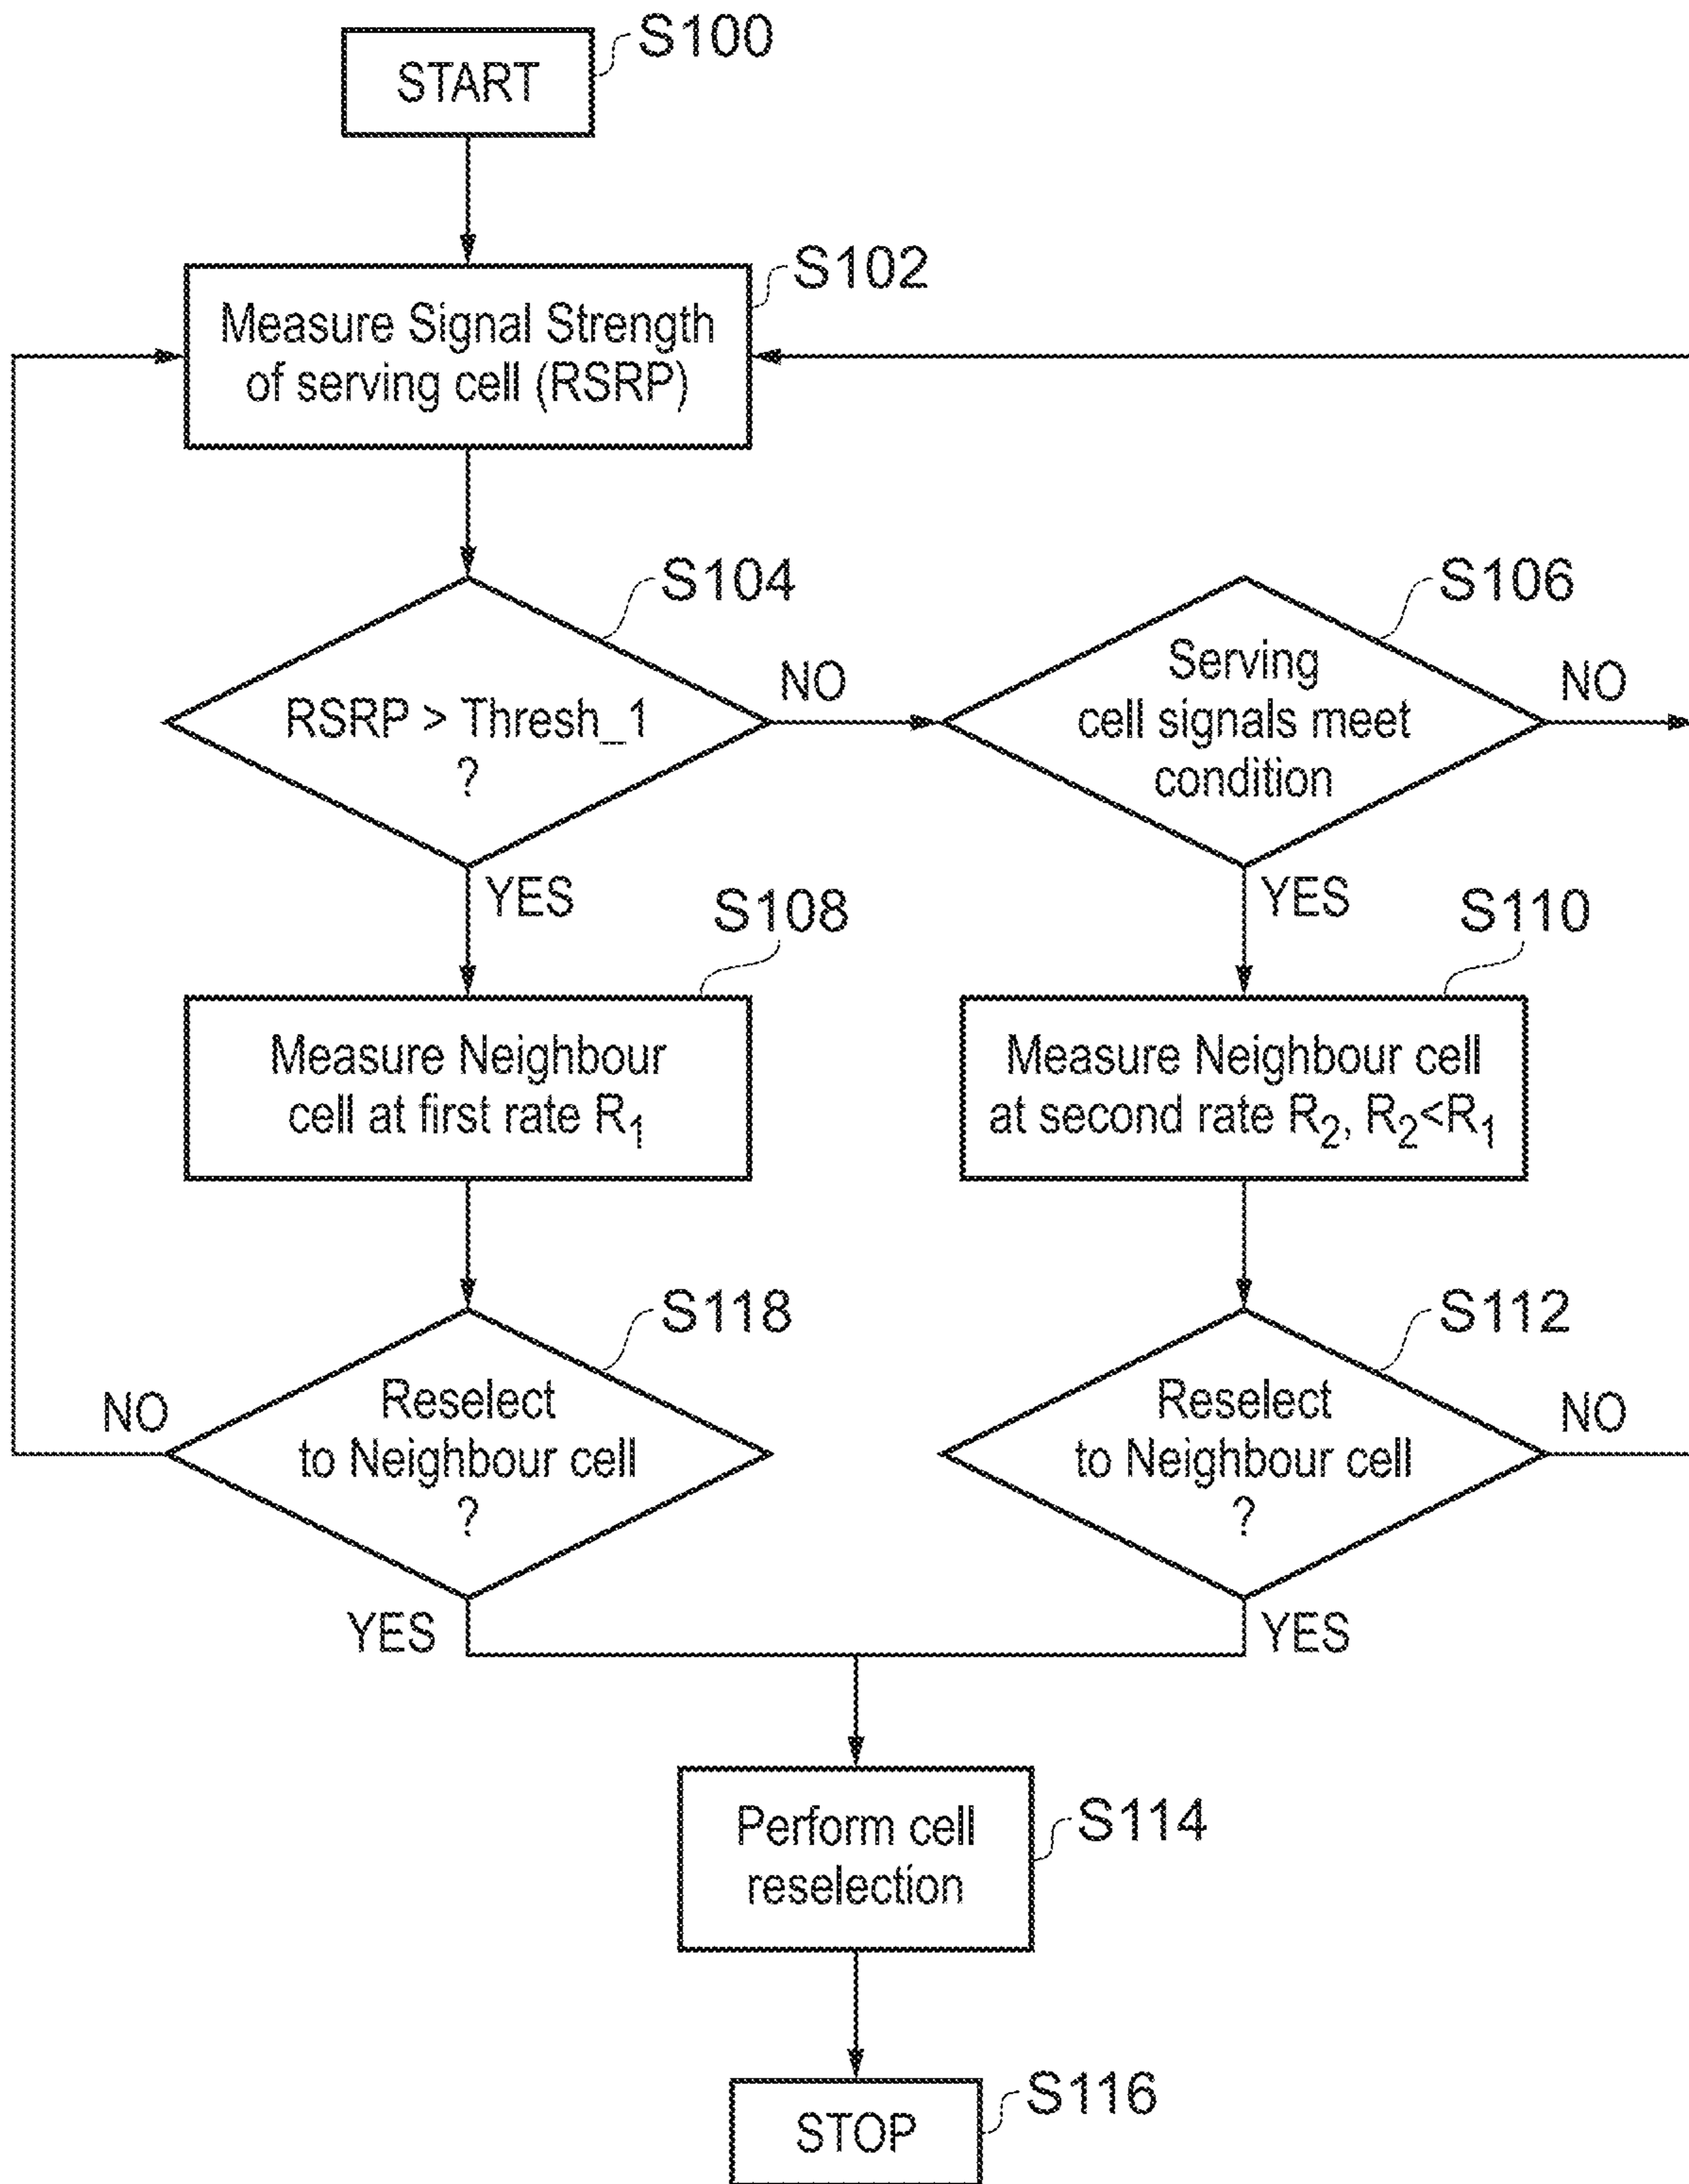 START
S100
S102
Measure Signal Strength
of serving cell (RSRP)
S104
RSRP > Thresh_1
?
NO
S106
Serving
cell signals meet
condition
NO
YES
YES
S108
Measure Neighbour
cell at first rate R₁
S110
Measure Neighbour cell
at second rate R₂, R₂<R₁
S118
Reselect
to Neighbour cell
?
NO
S112
Reselect
to Neighbour cell
?
NO
YES
YES
Perform cell
reselection
S114
STOP
S116